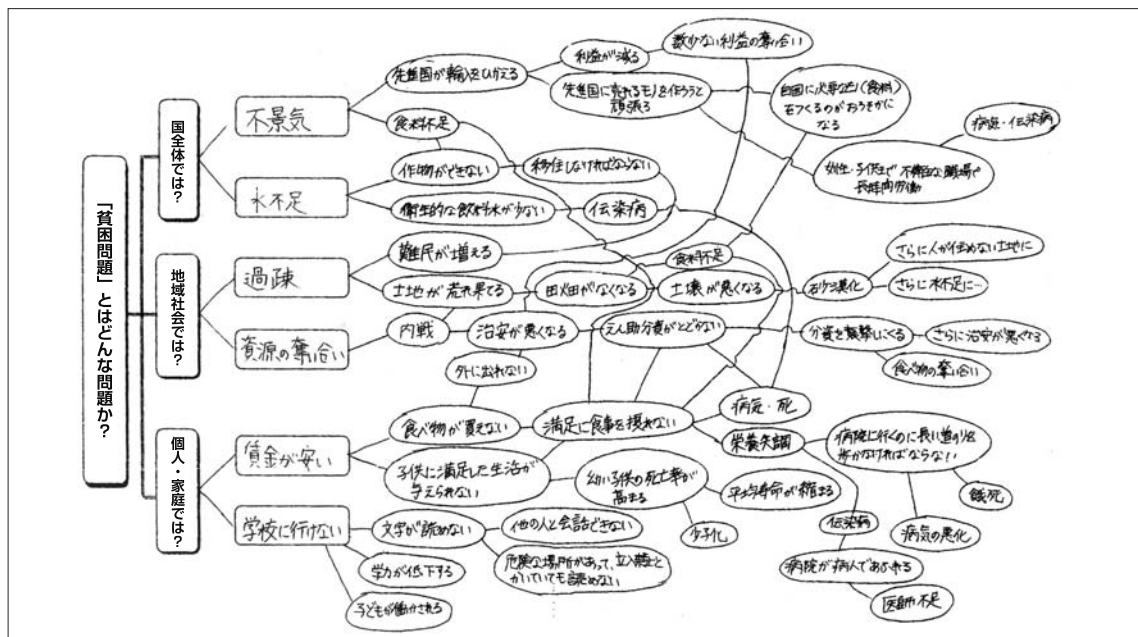 「貧困問題」とはどんな問題か？
国全体では？
不景気
先進国が輸入をひかえる
利益が減る
数少ない利益の奪い合い
先進国に売れるモノを作ろうと
頑張る
自国に必要なモノ(食料)
をつくるのがおろそかに
なる
女性・子供まで不衛生な職場で
長時間労働
病気・伝染病
食料不足
水不足
作物ができない
移住しなければならない
衛生的な飲料水が少ない
伝染病
地域社会では？
過疎
難民が増える
土地が荒れ果てる
田畑がなくなる
土壌が悪くなる
食料不足
砂漠化
さらに人が住めない土地に
さらに水不足に…
資源の奪い合い
内戦
治安が悪くなる
えん助物資がとどかない
物資を襲撃しにくる
さらに治安が悪くなる
食べ物の奪い合い
外に出れない
個人・家庭では？
賃金が安い
食べ物が買えない
満足に食事を摂れない
病気・死
栄養失調
病院に行くのに長い道のりを
歩かなければならない
餓死
病気の悪化
伝染病
病院が病人であふれる
医師不足
子供に満足した生活が
与えられない
幼い子供の死亡率が
高まる
平均寿命が縮まる
少子化
学校に行けない
文字が読めない
他の人と会話できない
危険な場所があって、立入禁止と
かいていても読めない
学力が低下する
子どもが働かされる